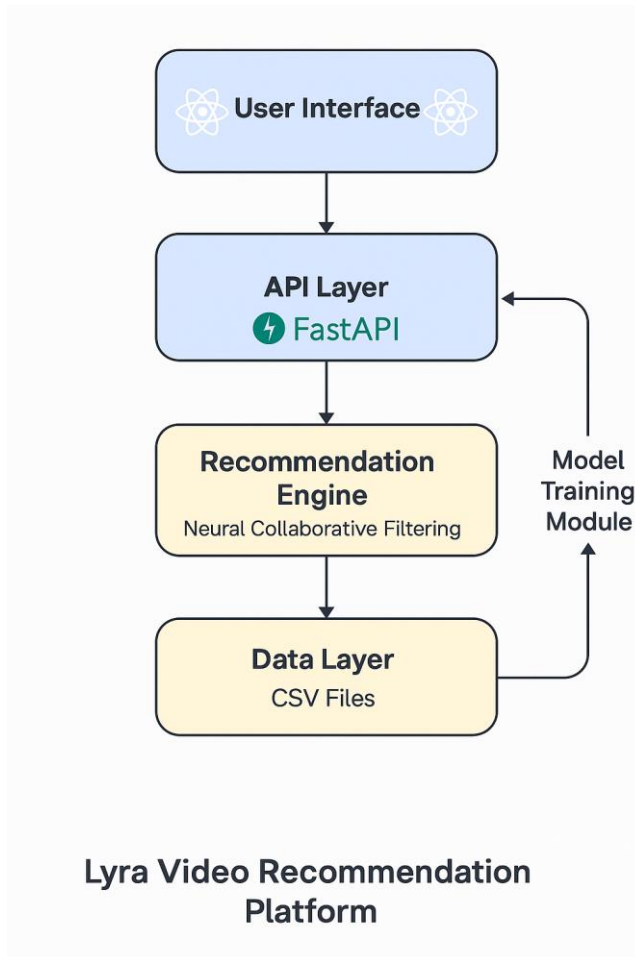 User Interface
API Layer
FastAPI
Recommendation
Engine
Neural Collaborative Filtering
Model
Training
Module
Data Layer
CSV Files
Lyra Video Recommendation
Platform